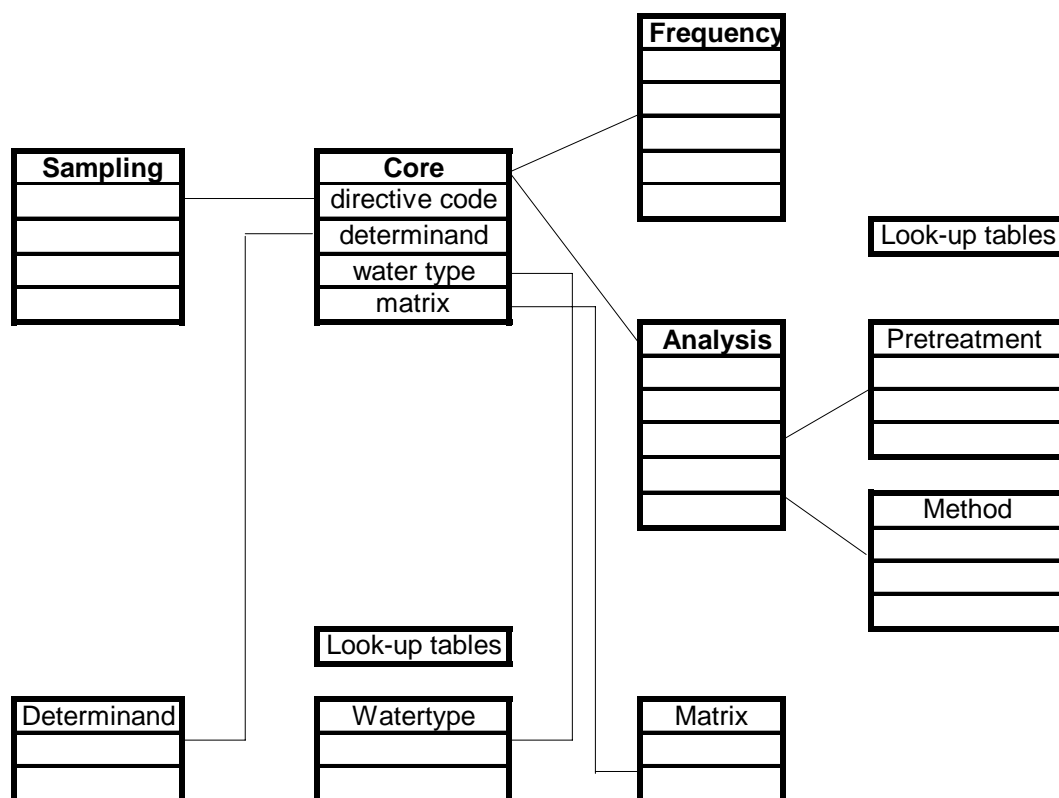 Frequency
Sampling
Core
directive code
determinand
water type
matrix
Look-up tables
Analysis
Pretreatment
Method
Look-up tables
Determinand
Watertype
Matrix